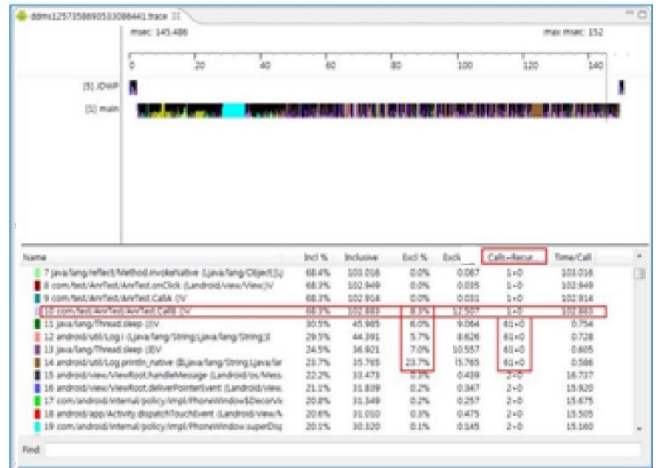 ddms1257358693533086441.trace
msec: 145.486 max msec: 152
0 20 40 60 80 100 120 140
[5] JDWP
[1] main
Name Incl % Inclusive Excl % Excl Calls+Recur... Time/Call
7 java/lang/reflect/Method.invokeNative (Ljava/lang/Object;Lj 68.4% 103.016 0.0% 0.067 1+0 103.016
8 com/test/AnrTest/AnrTest.onClick (Landroid/view/View;)V 68.3% 102.949 0.0% 0.035 1+0 102.949
9 com/test/AnrTest/AnrTest.CallA ()V 68.3% 102.914 0.0% 0.031 1+0 102.914
10 com/test/AnrTest/AnrTest.CallB ()V 68.3% 102.883 8.3% 12.507 1+0 102.883
11 java/lang/Thread.sleep (J)V 30.5% 45.985 6.0% 9.064 61+0 0.754
12 android/util/Log.i (Ljava/lang/String;Ljava/lang/String;)I 29.5% 44.391 5.7% 8.626 61+0 0.728
13 java/lang/Thread.sleep (JI)V 24.5% 36.921 7.0% 10.557 61+0 0.605
14 android/util/Log.println_native (ILjava/lang/String;Ljava/lar 23.7% 35.765 23.7% 35.765 61+0 0.586
15 android/view/ViewRoot.handleMessage (Landroid/os/Mess 22.2% 33.473 0.3% 0.439 2+0 16.737
16 android/view/ViewRoot.deliverPointerEvent (Landroid/view 21.1% 31.839 0.2% 0.347 2+0 15.920
17 com/android/internal/policy/impl/PhoneWindow$DecorVi 20.8% 31.349 0.2% 0.257 2+0 15.675
18 android/app/Activity.dispatchTouchEvent (Landroid/view/M 20.6% 31.010 0.3% 0.475 2+0 15.505
19 com/android/internal/policy/impl/PhoneWindow.superDisp 20.1% 30.320 0.1% 0.145 2+0 15.160
Find: